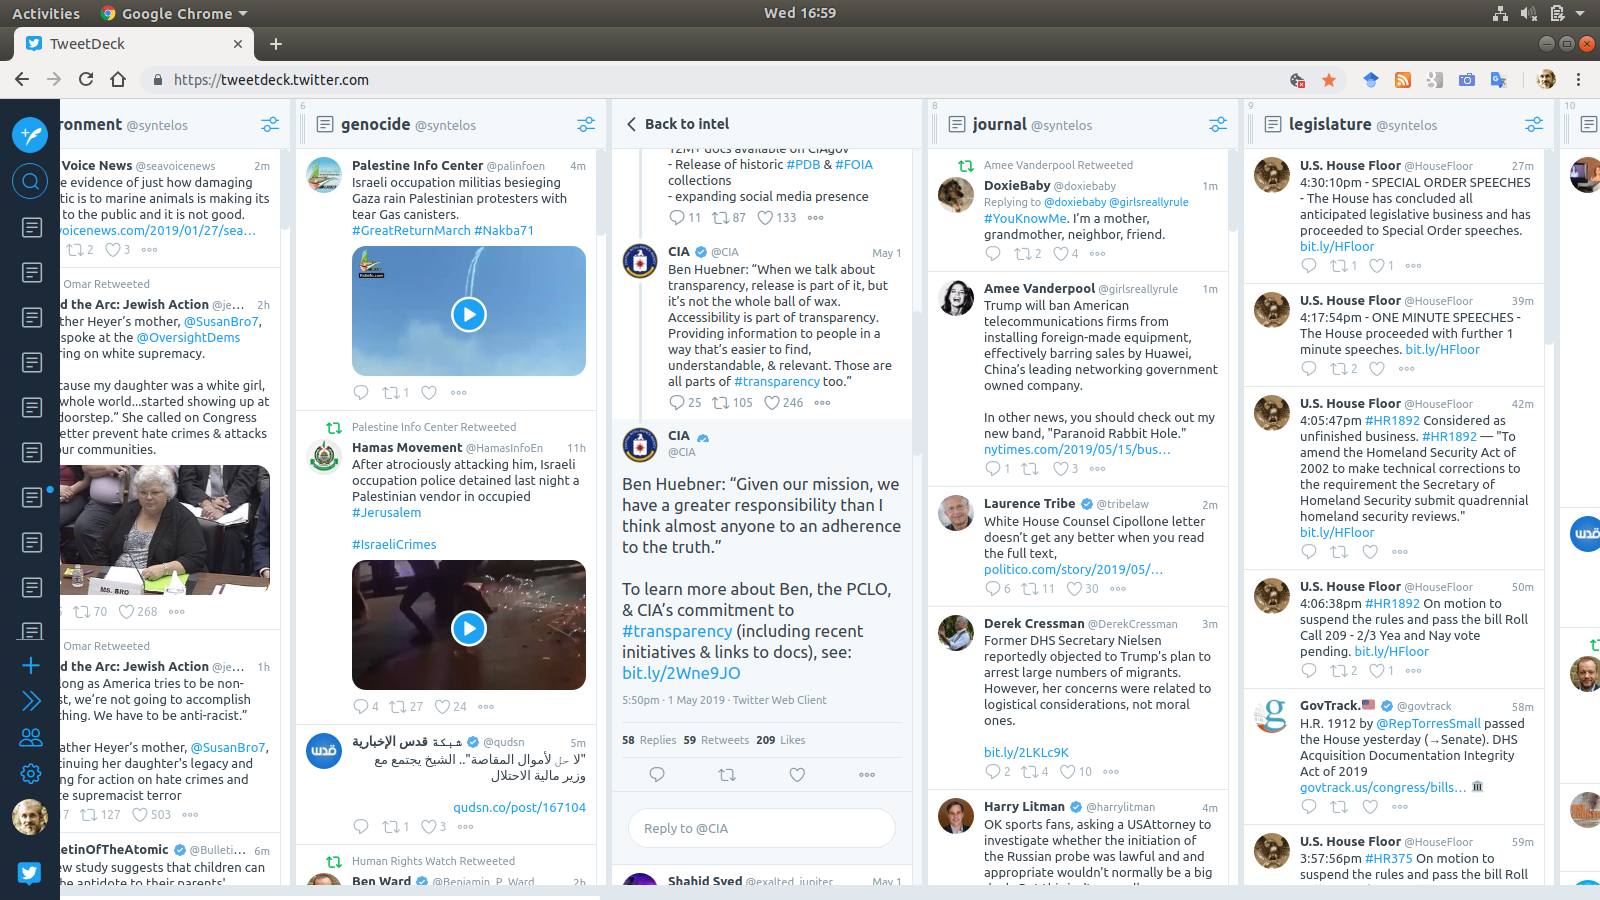 Activities
Google Chrome
Wed 16:59
TweetDeck
https://tweetdeck.twitter.com
ronment @syntelos
Voice News @seavoicenews 2m
e evidence of just how damaging
tic is to marine animals is making its
to the public and it is not good.
voicenews.com/2019/01/27/sea…
2 3
Omar Retweeted
d the Arc: Jewish Action @je… 2h
ther Heyer's mother, @SusanBro7,
spoke at the @OversightDems
ring on white supremacy.
cause my daughter was a white girl,
whole world...started showing up at
doorstep.” She called on Congress
etter prevent hate crimes & attacks
our communities.
MS. BRO
70 268
Omar Retweeted
d the Arc: Jewish Action @je… 1h
long as America tries to be non-
st, we're not going to accomplish
thing. We have to be anti-racist.”
ather Heyer's mother, @SusanBro7,
tinuing her daughter's legacy and
ng for action on hate crimes and
te supremacist terror
17 127 503
etinOfTheAtomic @Bulleti… 6m
ew study suggests that children can
he antidote to their parents'
6
genocide @syntelos
Palestine Info Center @palinfoen 4m
Israeli occupation militias besieging
Gaza rain Palestinian protesters with
tear Gas canisters.
#GreatReturnMarch #Nakba71
1
Palestine Info Center Retweeted
Hamas Movement @HamasInfoEn 11h
After atrociously attacking him, Israeli
occupation police detained last night a
Palestinian vendor in occupied
#Jerusalem
#IsraeliCrimes
4 27 24
شبكة قدس الإخبارية @qudsn 5m
"لا حل لأموال المقاصة".. الشيخ يجتمع مع
وزير مالية الاحتلال
qudsn.co/post/167104
1 3
Human Rights Watch Retweeted
Ben Ward @Benjamin_P_Ward 2h
Back to intel
12M+ docs available on CIAgov
- Release of historic #PDB & #FOIA
collections
- expanding social media presence
11 87 133
CIA @CIA May 1
Ben Huebner: “When we talk about
transparency, release is part of it, but
it's not the whole ball of wax.
Accessibility is part of transparency.
Providing information to people in a
way that's easier to find,
understandable, & relevant. Those are
all parts of #transparency too.”
25 105 246
CIA
@CIA
Ben Huebner: “Given our mission, we
have a greater responsibility than I
think almost anyone to an adherence
to the truth.”
To learn more about Ben, the PCLO,
& CIA's commitment to
#transparency (including recent
initiatives & links to docs), see:
bit.ly/2Wne9JO
5:50pm · 1 May 2019 · Twitter Web Client
58 Replies 59 Retweets 209 Likes
Reply to @CIA
Shahid Syed @exalted_jupiter May 1
8
journal @syntelos
Amee Vanderpool Retweeted
DoxieBaby @doxiebaby 1m
Replying to @doxiebaby @girlsreallyrule
#YouKnowMe. I'm a mother,
grandmother, neighbor, friend.
2 4
Amee Vanderpool @girlsreallyrule 1m
Trump will ban American
telecommunications firms from
installing foreign-made equipment,
effectively barring sales by Huawei,
China's leading networking government
owned company.
In other news, you should check out my
new band, "Paranoid Rabbit Hole."
nytimes.com/2019/05/15/bus…
1 3
Laurence Tribe @tribelaw 2m
White House Counsel Cipollone letter
doesn't get any better when you read
the full text,
politico.com/story/2019/05/…
6 11 30
Derek Cressman @DerekCressman 3m
Former DHS Secretary Nielsen
reportedly objected to Trump's plan to
arrest large numbers of migrants.
However, her concerns were related to
logistical considerations, not moral
ones.
bit.ly/2LKLc9K
2 4 10
Harry Litman @harrylitman 4m
OK sports fans, asking a USAttorney to
investigate whether the initiation of
the Russian probe was lawful and and
appropriate wouldn't normally be a big
9
legislature @syntelos
U.S. House Floor @HouseFloor 27m
4:30:10pm - SPECIAL ORDER SPEECHES
- The House has concluded all
anticipated legislative business and has
proceeded to Special Order speeches.
bit.ly/HFloor
1 1
U.S. House Floor @HouseFloor 39m
4:17:54pm - ONE MINUTE SPEECHES -
The House proceeded with further 1
minute speeches. bit.ly/HFloor
2
U.S. House Floor @HouseFloor 42m
4:05:47pm #HR1892 Considered as
unfinished business. #HR1892 — "To
amend the Homeland Security Act of
2002 to make technical corrections to
the requirement the Secretary of
Homeland Security submit quadrennial
homeland security reviews."
bit.ly/HFloor
U.S. House Floor @HouseFloor 50m
4:06:38pm #HR1892 On motion to
suspend the rules and pass the bill Roll
Call 209 - 2/3 Yea and Nay vote
pending. bit.ly/HFloor
2 1
GovTrack. @govtrack 58m
H.R. 1912 by @RepTorresSmall passed
the House yesterday (→Senate). DHS
Acquisition Documentation Integrity
Act of 2019
govtrack.us/congress/bills…
U.S. House Floor @HouseFloor 59m
3:57:56pm #HR375 On motion to
suspend the rules and pass the bill Roll
10